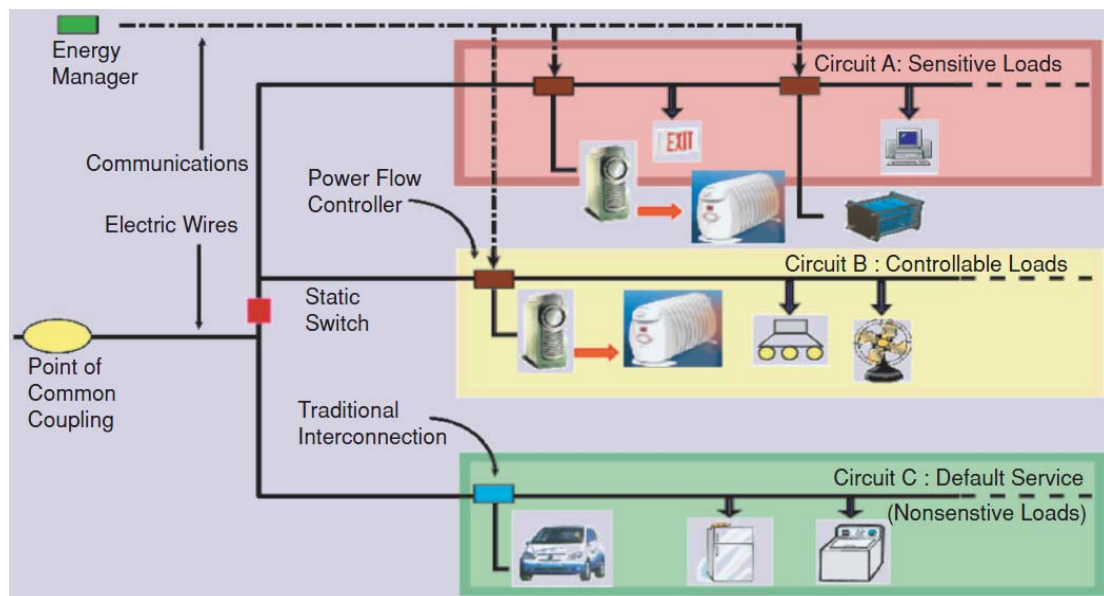 Energy
Manager
Circuit A: Sensitive Loads
EXIT
Communications
Power Flow
Controller
Electric Wires
Circuit B : Controllable Loads
Static
Switch
Point of
Common
Coupling
Traditional
Interconnection
Circuit C : Default Service
(Nonsenstive Loads)